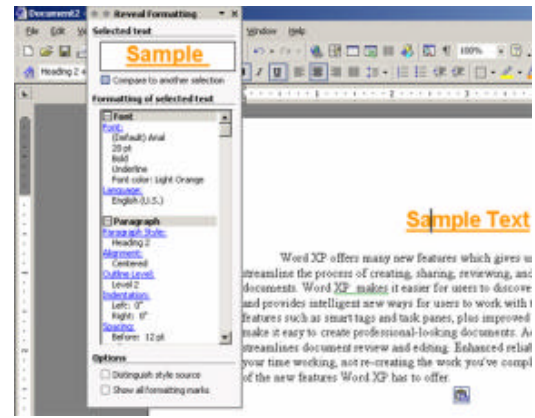 Document2 -
Reveal Formatting
File Edit
Window Help
Selected text
Sample
Compare to another selection
Formatting of selected text
Font
Font:
(Default) Arial
20 pt
Bold
Underline
Font color: Light Orange
Language:
English (U.S.)
Paragraph
Paragraph Style:
Heading 2
Alignment:
Centered
Outline Level:
Level 2
Indentation:
Left: 0"
Right: 0"
Spacing:
Before: 12 pt
Options
Distinguish style source
Show all formatting marks
100%
Heading 2
Sample Text
Word XP offers many new features which gives
streamline the process of creating, sharing, reviewing, and
documents. Word XP makes it easier for users to discover
and provides intelligent new ways for users to work with
features such as smart tags and task panes, plus improved
make it easy to create professional-looking documents.
streamlines document review and editing. Enhanced
your time working, not re-creating the work you've
of the new features Word XP has to offer.